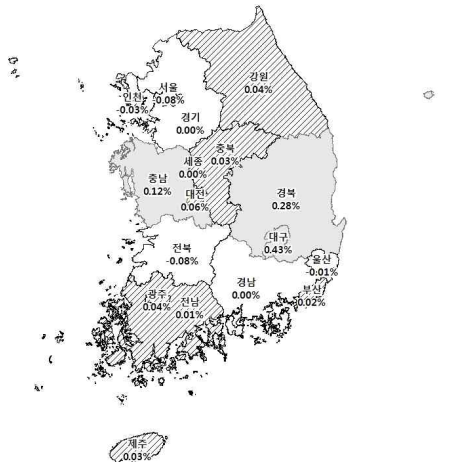 강원
0.04%
서울
-0.08%
인천
-0.03%
경기
0.00%
충북
0.03%
세종
0.00%
충남
0.12%
대전
0.06%
경북
0.28%
대구
0.43%
전북
-0.08%
울산
-0.01%
경남
0.00%
부산
-0.02%
광주
0.04%
전남
0.01%
제주
0.03%